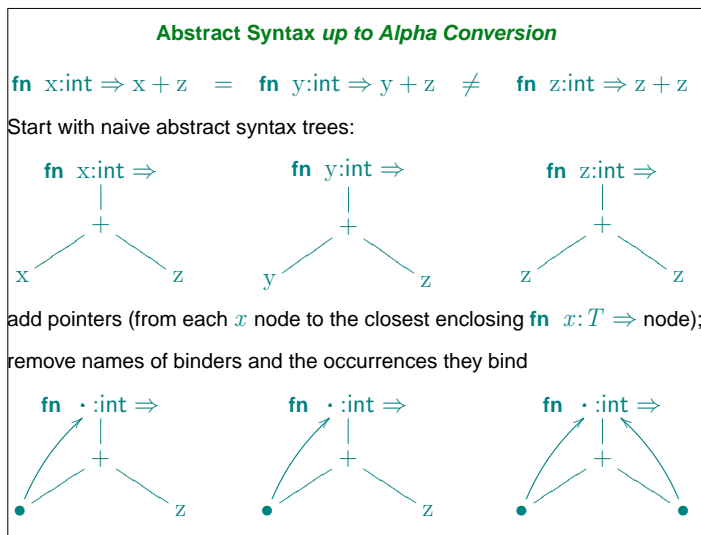 Abstract Syntax up to Alpha Conversion
fn x:int ⇒ x + z = fn y:int ⇒ y + z ≠ fn z:int ⇒ z + z
Start with naive abstract syntax trees:
fn x:int ⇒ fn y:int ⇒ fn z:int ⇒
+ + +
x z y z z z
add pointers (from each x node to the closest enclosing fn x:T ⇒ node);
remove names of binders and the occurrences they bind
fn · :int ⇒ fn · :int ⇒ fn · :int ⇒
+ + +
• z • z • •